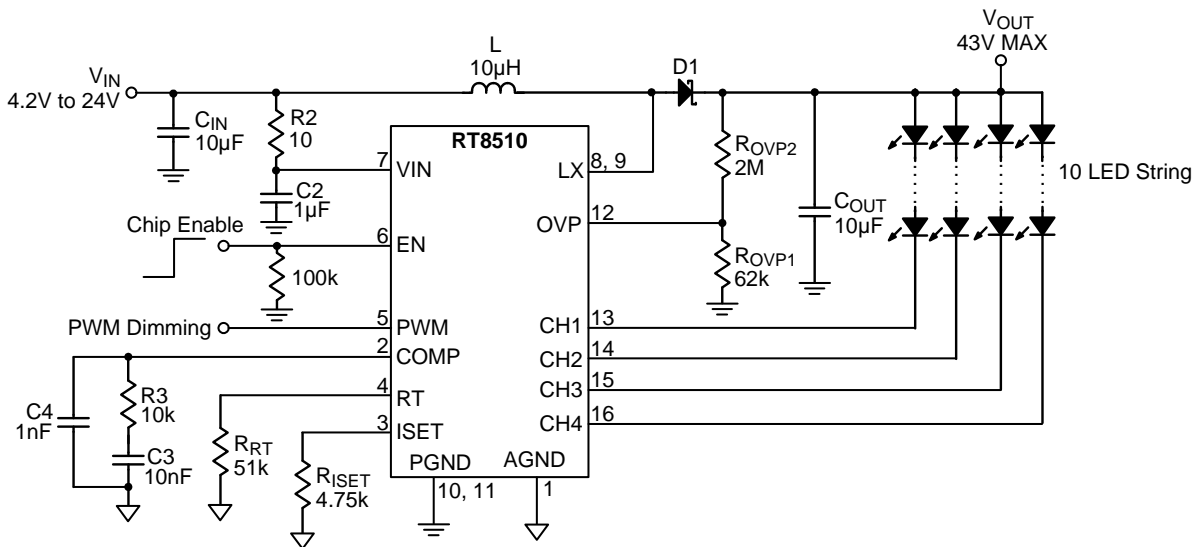 VOUT
43V MAX
L
10µH
D1
VIN
4.2V to 24V
CIN
10µF
R2
10
RT8510
7
VIN
LX
8, 9
ROVP2
2M
10 LED String
C2
1µF
OVP
12
COUT
10µF
Chip Enable
6
EN
100k
ROVP1
62k
PWM Dimming
5
PWM
CH1
13
2
COMP
CH2
14
4
RT
CH3
15
3
ISET
CH4
16
C4
1nF
R3
10k
C3
10nF
RRT
51k
RISET
4.75k
PGND
AGND
10, 11
1